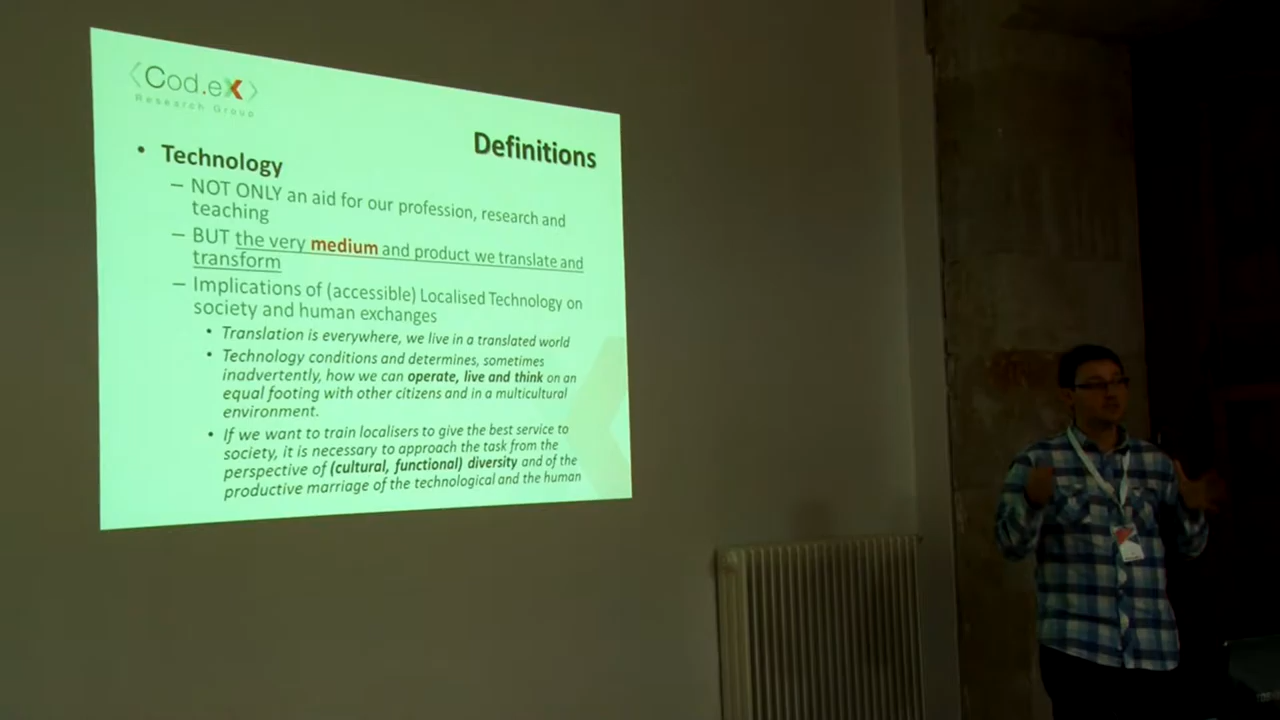 <Cod.eX>
Research Group
Definitions
• Technology
– NOT ONLY an aid for our profession, research and
teaching
– BUT the very medium and product we translate and
transform
– Implications of (accessible) Localised Technology on
society and human exchanges
• Translation is everywhere, we live in a translated world
• Technology conditions and determines, sometimes
inadvertently, how we can operate, live and think on an
equal footing with other citizens and in a multicultural
environment.
• If we want to train localisers to give the best service to
society, it is necessary to approach the task from the
perspective of (cultural, functional) diversity and of the
productive marriage of the technological and the human